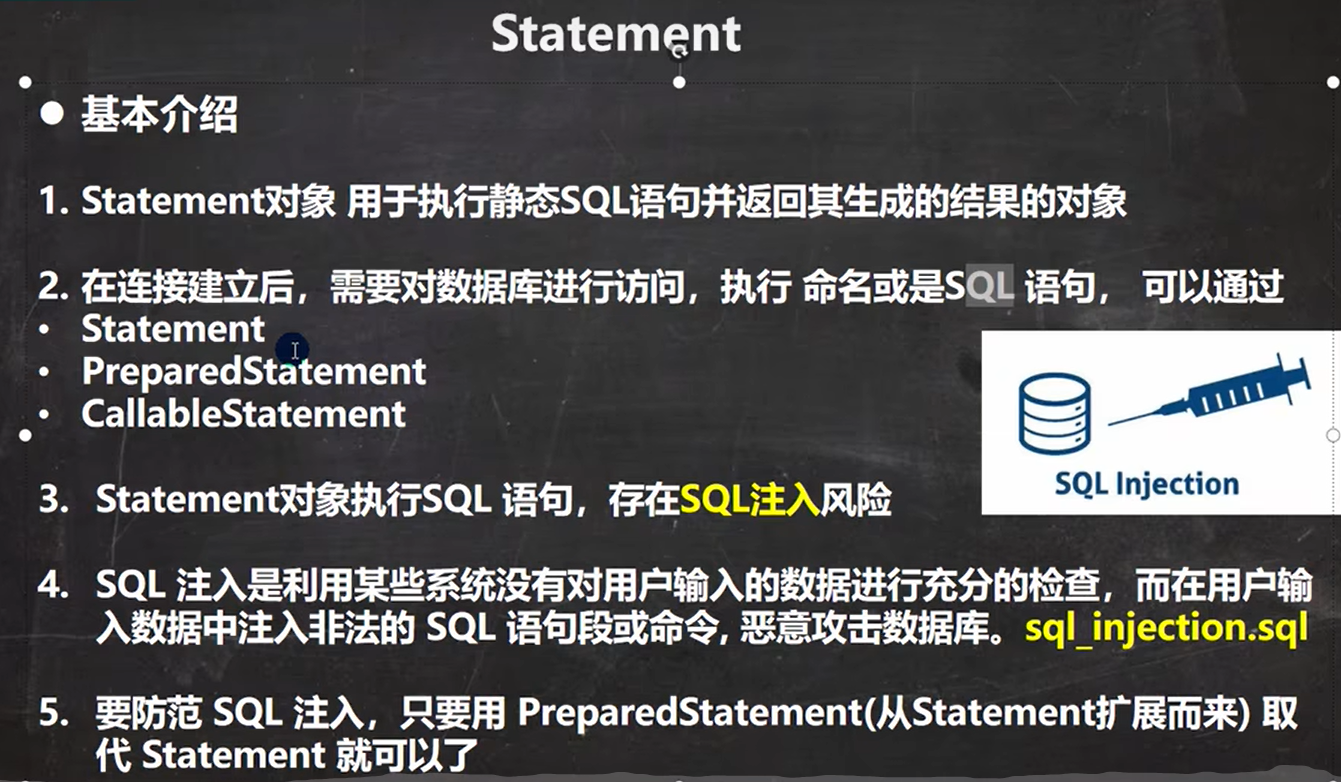 Statement
● 基本介绍
1. Statement对象 用于执行静态SQL语句并返回其生成的结果的对象
2. 在连接建立后，需要对数据库进行访问，执行 命名或是SQL 语句， 可以通过
• Statement
• PreparedStatement
• CallableStatement
SQL Injection
3. Statement对象执行SQL 语句，存在SQL注入风险
4. SQL 注入是利用某些系统没有对用户输入的数据进行充分的检查，而在用户输
入数据中注入非法的 SQL 语句段或命令, 恶意攻击数据库。sql_injection.sql
5. 要防范 SQL 注入，只要用 PreparedStatement(从Statement扩展而来) 取
代 Statement 就可以了